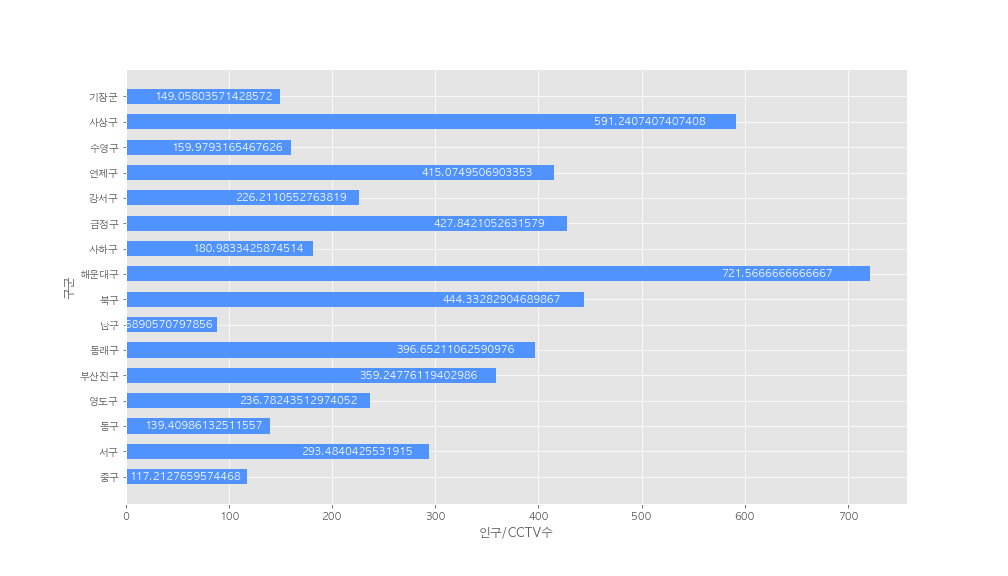 기장군 149.05803571428572
사상구 591.2407407407408
수영구 159.9793165467626
연제구 415.0749506903353
강서구 226.2110552763819
금정구 427.8421052631579
사하구 180.9833425874514
해운대구 721.5666666666667
북구 444.33282904689867
남구 5890570797856
동래구 396.65211062590976
부산진구 359.24776119402986
영도구 236.78243512974052
동구 139.40986132511557
서구 293.4840425531915
중구 117.2127659574468
구군
0 100 200 300 400 500 600 700
인구/CCTV수